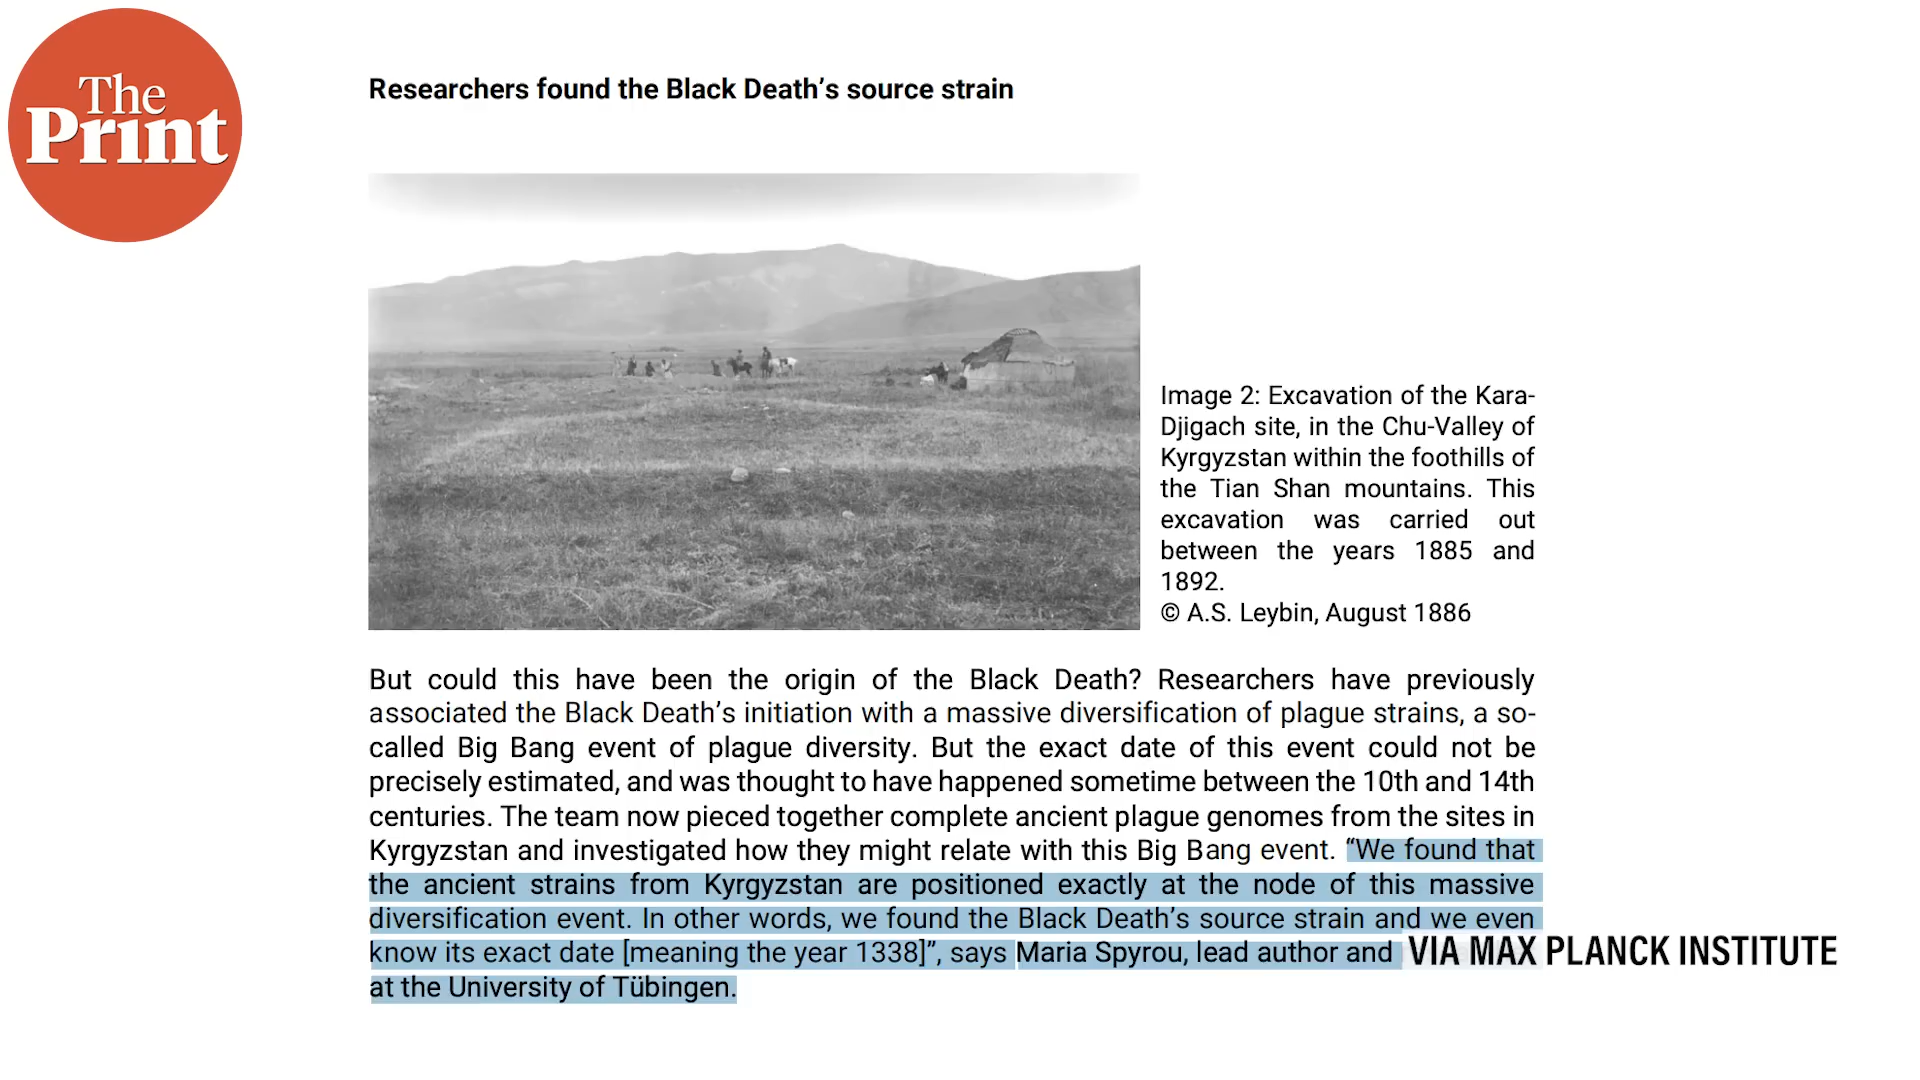 The
Print
Researchers found the Black Death’s source strain
Image 2: Excavation of the Kara-
Djigach site, in the Chu-Valley of
Kyrgyzstan within the foothills of
the Tian Shan mountains. This
excavation was carried out
between the years 1885 and
1892.
© A.S. Leybin, August 1886
But could this have been the origin of the Black Death? Researchers have previously
associated the Black Death’s initiation with a massive diversification of plague strains, a so-
called Big Bang event of plague diversity. But the exact date of this event could not be
precisely estimated, and was thought to have happened sometime between the 10th and 14th
centuries. The team now pieced together complete ancient plague genomes from the sites in
Kyrgyzstan and investigated how they might relate with this Big Bang event. “We found that
the ancient strains from Kyrgyzstan are positioned exactly at the node of this massive
diversification event. In other words, we found the Black Death’s source strain and we even
know its exact date [meaning the year 1338]”, says Maria Spyrou, lead author and
VIA MAX PLANCK INSTITUTE
at the University of Tübingen.